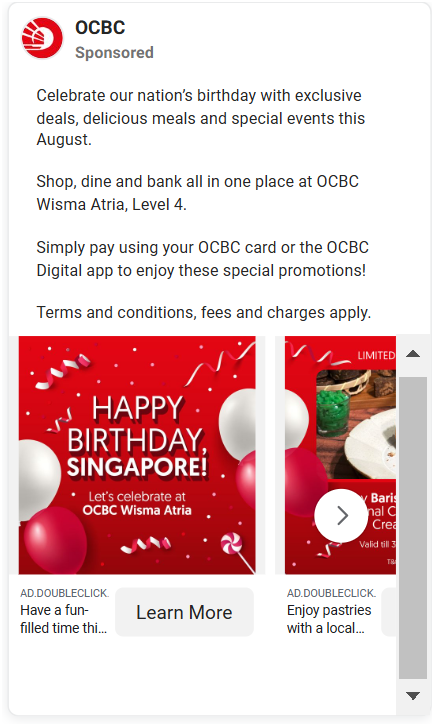 OCBC
Sponsored
Celebrate our nation’s birthday with exclusive
deals, delicious meals and special events this
August.
Shop, dine and bank all in one place at OCBC
Wisma Atria, Level 4.
Simply pay using your OCBC card or the OCBC
Digital app to enjoy these special promotions!
Terms and conditions, fees and charges apply.
HAPPY
BIRTHDAY,
SINGAPORE!
Let's celebrate at
OCBC Wisma Atria
LIMITED
Baris
Valid till 3
AD.DOUBLECLICK.
Have a fun-
filled time thi...
Learn More
AD.DOUBLECLICK.
Enjoy pastries
with a local...